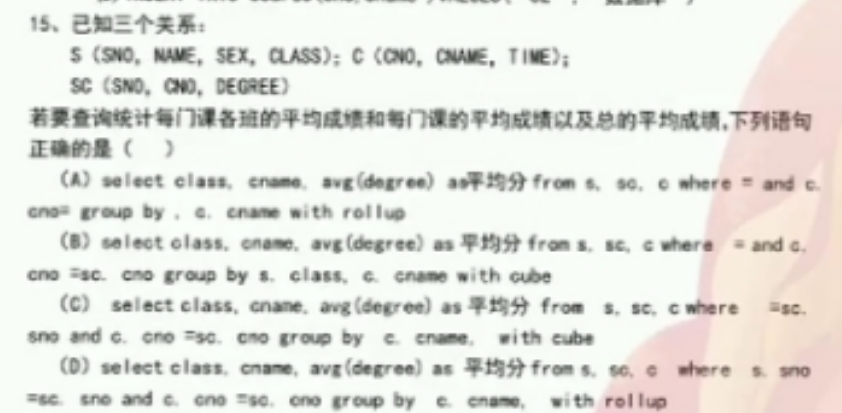 15、已知三个关系：
S（SNO，NAME，SEX，CLASS）；C（CNO，CNAME，TIME）；
SC（SNO，CNO，DEGREE）
若要查询统计每门课各班的平均成绩和每门课的平均成绩以及总的平均成绩,下列语句
正确的是（ ）
（A）select class, cname, avg(degree) as平均分 from s, sc, c where = and c.
cno= group by , c. cname with rollup
（B）select class, cname, avg(degree) as 平均分 from s, sc, c where = and c.
cno =sc. cno group by s. class, c. cname with cube
（C） select class, cname, avg(degree) as 平均分 from s, sc, c where =sc.
sno and c. cno =sc. cno group by c. cname, with cube
（D）select class, cname, avg(degree) as 平均分 from s, sc, c where s. sno
=sc. sno and c. cno =sc. cno group by c. cname, with rollup